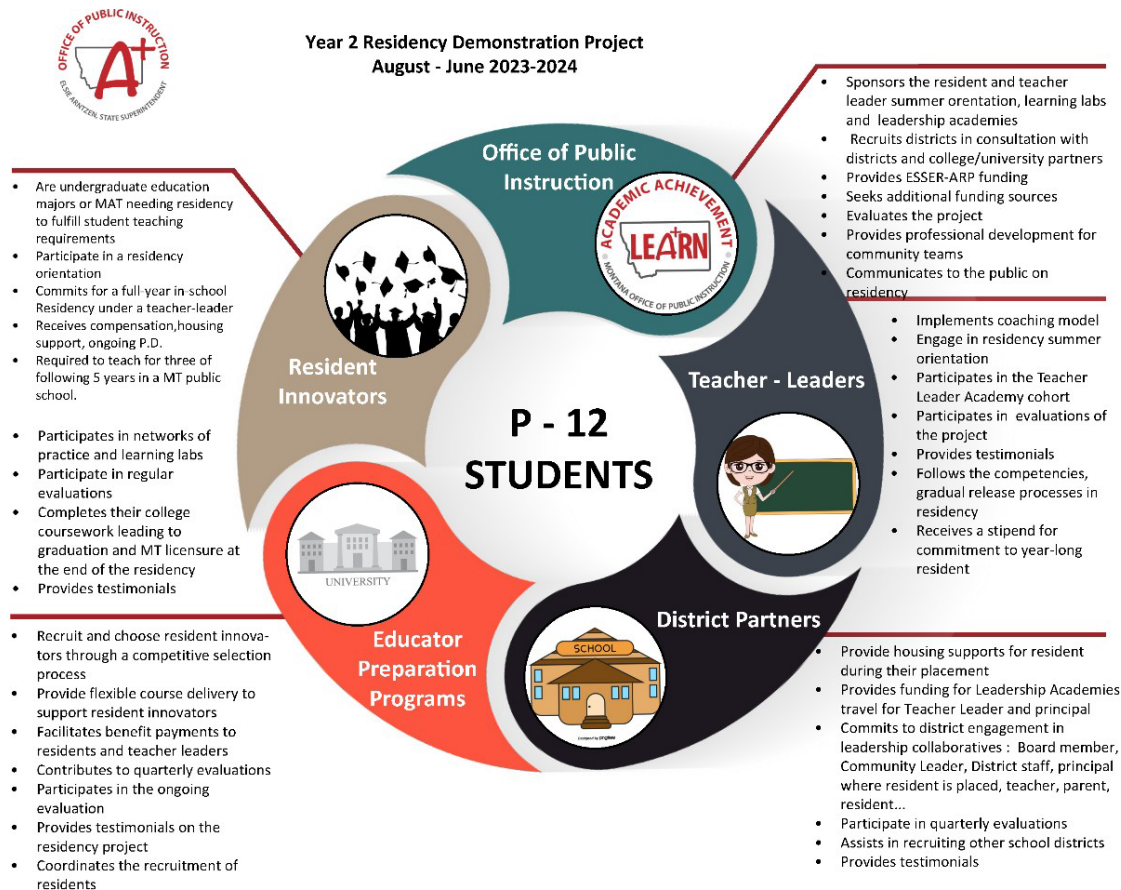 OFFICE OF PUBLIC INSTRUCTION
A+
ELSIE ARNTZEN, STATE SUPERINTENDENT
Year 2 Residency Demonstration Project
August - June 2023-2024
Office of Public
Instruction
ACADEMIC ACHIEVEMENT
LEARN
MONTANA OFFICE OF PUBLIC INSTRUCTION
• Sponsors the resident and teacher
leader summer orentation, learning labs
and leadership academies
• Recruits districts in consultation with
districts and college/university partners
• Provides ESSER-ARP funding
• Seeks additional funding sources
• Evaluates the project
• Provides professional development for
community teams
• Communicates to the public on
residency
Teacher - Leaders
• Implements coaching model
• Engage in residency summer
orientation
• Participates in the Teacher
Leader Academy cohort
• Participates in evaluations of
the project
• Provides testimonials
• Follows the competencies,
gradual release processes in
residency
• Receives a stipend for
commitment to year-long
resident
District Partners
SCHOOL
• Provide housing supports for resident
during their placement
• Provides funding for Leadership Academies
travel for Teacher Leader and principal
• Commits to district engagement in
leadership collaboratives : Board member,
Community Leader, District staff, principal
where resident is placed, teacher, parent,
resident...
• Participate in quarterly evaluations
• Assists in recruiting other school districts
• Provides testimonials
Educator
Preparation
Programs
UNIVERSITY
• Recruit and choose resident innova-
tors through a competitive selection
process
• Provide flexible course delivery to
support resident innovators
• Facilitates benefit payments to
residents and teacher leaders
• Contributes to quarterly evaluations
• Participates in the ongoing
evaluation
• Provides testimonials on the
residency project
• Coordinates the recruitment of
residents
Resident
Innovators
• Are undergraduate education
majors or MAT needing residency
to fulfill student teaching
requirements
• Participate in a residency
orientation
• Commits for a full-year in-school
Residency under a teacher-leader
• Receives compensation,housing
support, ongoing P.D.
• Required to teach for three of
following 5 years in a MT public
school.
• Participates in networks of
practice and learning labs
• Participate in regular
evaluations
• Completes their college
coursework leading to
graduation and MT licensure at
the end of the residency
• Provides testimonials
P - 12
STUDENTS